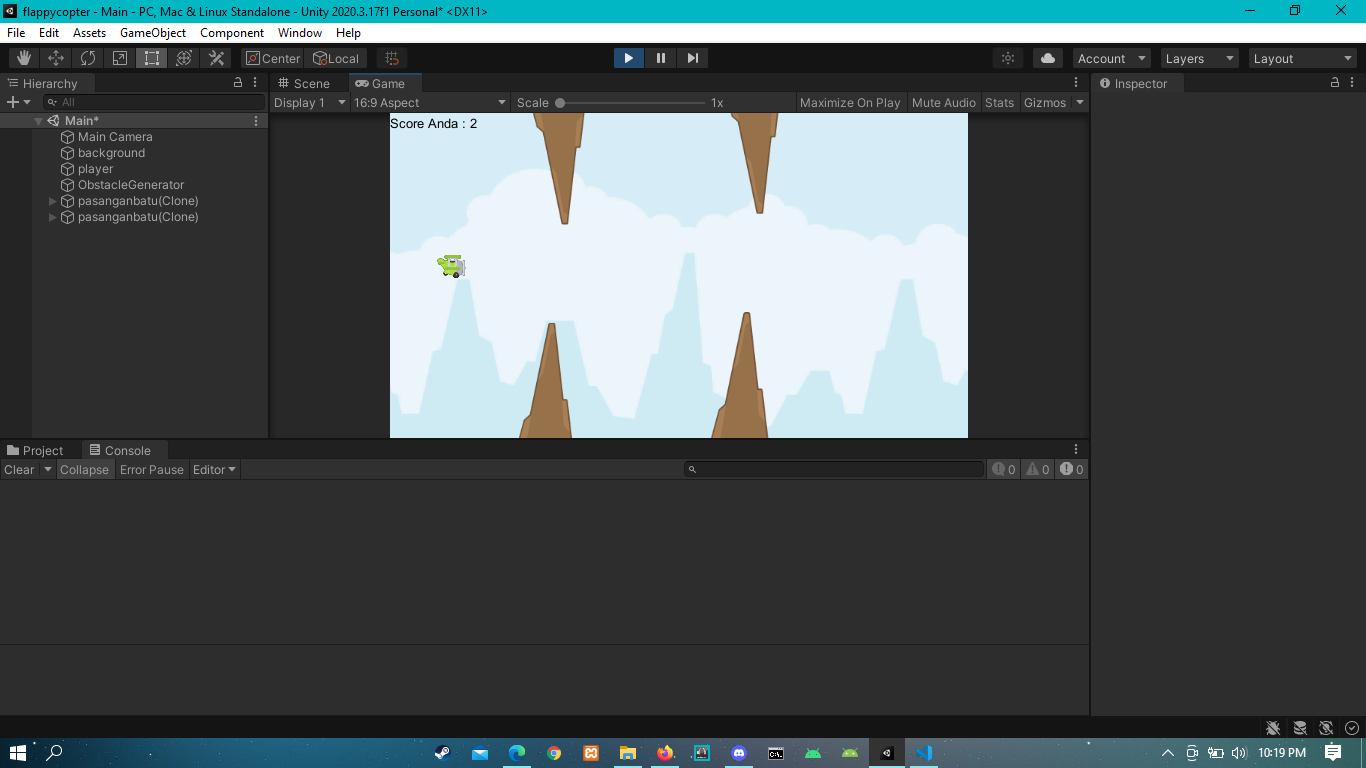 flappycopter - Main - PC, Mac & Linux Standalone - Unity 2020.3.17f1 Personal* <DX11>
File Edit Assets GameObject Component Window Help
Center Local Account Layers Layout
Hierarchy
All
Main*
Main Camera
background
player
ObstacleGenerator
pasanganbatu(Clone)
pasanganbatu(Clone)
Scene Game
Display 1 16:9 Aspect Scale 1x Maximize On Play Mute Audio Stats Gizmos
Score Anda : 2
Inspector
Project Console
Clear Collapse Error Pause Editor 0 0 0
10:19 PM